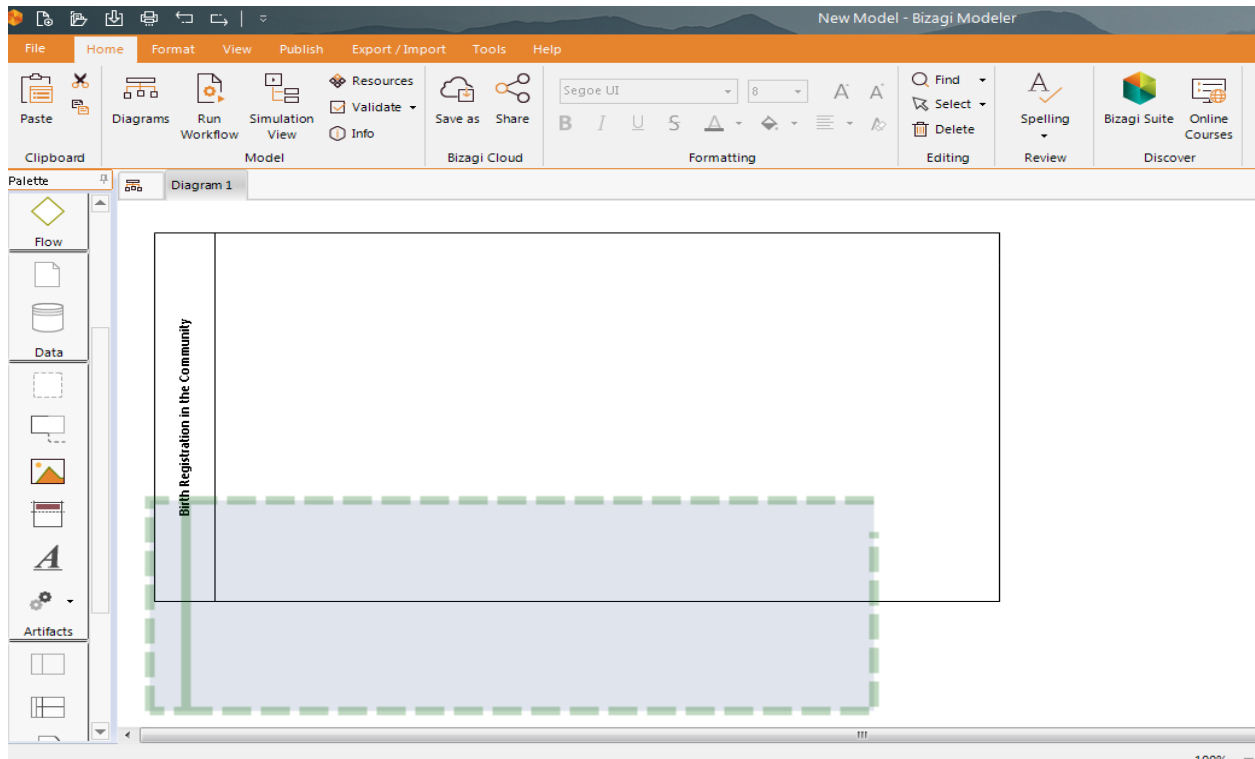 New Model - Bizagi Modeler
File Home Format View Publish Export / Import Tools Help
Paste
Clipboard
Diagrams
Run Workflow
Simulation View
Resources
Validate
Info
Model
Save as
Share
Bizagi Cloud
Segoe UI
8
A A
B I U S A
Formatting
Find
Select
Delete
Editing
Spelling
Review
Bizagi Suite
Online Courses
Discover
Palette
Diagram 1
Flow
Data
A
Artifacts
Birth Registration in the Community